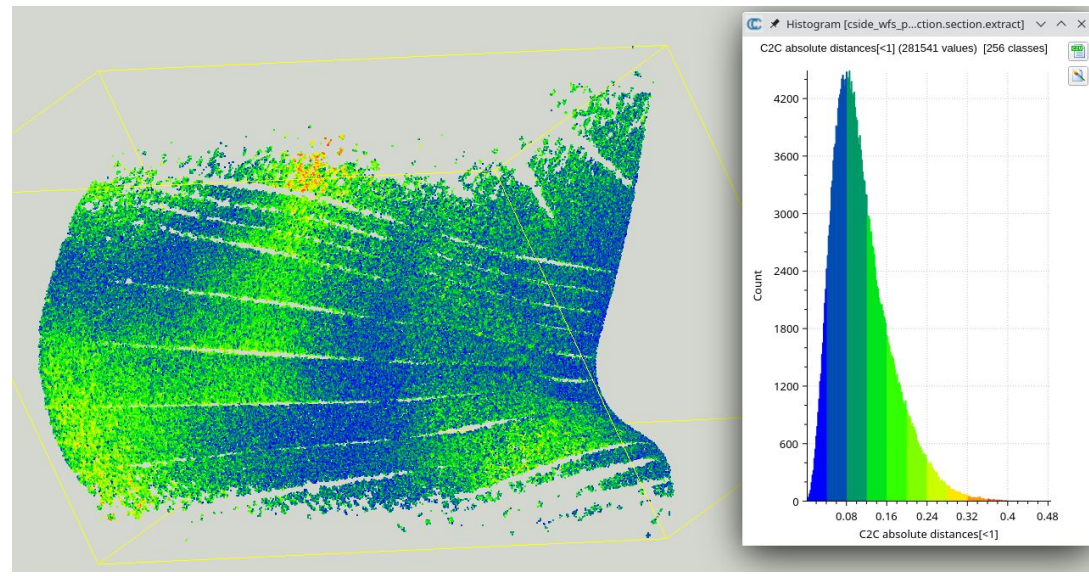 Histogram [cside_wfs_p...ction.section.extract]
C2C absolute distances[<1] (281541 values) [256 classes]
4200
3600
3000
2400
1800
1200
600
0
Count
0.08 0.16 0.24 0.32 0.4 0.48
C2C absolute distances[<1]